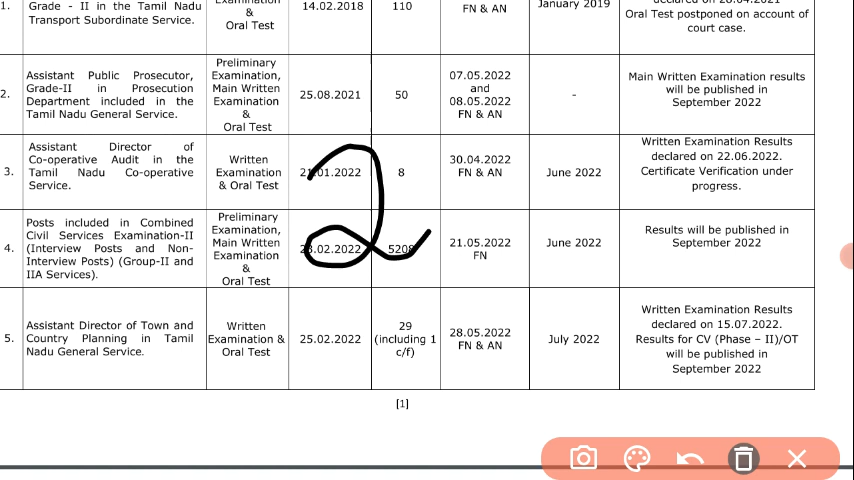 1.
Grade - II in the Tamil Nadu
Transport Subordinate Service.
Examination
&
Oral Test
14.02.2018
110
FN & AN
January 2019
declared on 28.04.2021
Oral Test postponed on account of
court case.
2.
Assistant Public Prosecutor,
Grade-II in Prosecution
Department included in the
Tamil Nadu General Service.
Preliminary
Examination,
Main Written
Examination
&
Oral Test
25.08.2021
50
07.05.2022
and
08.05.2022
FN & AN
-
Main Written Examination results
will be published in
September 2022
3.
Assistant Director of
Co-operative Audit in the
Tamil Nadu Co-operative
Service.
Written
Examination
& Oral Test
21.01.2022
8
30.04.2022
FN & AN
June 2022
Written Examination Results
declared on 22.06.2022.
Certificate Verification under
progress.
4.
Posts included in Combined
Civil Services Examination-II
(Interview Posts and Non-
Interview Posts) (Group-II and
IIA Services).
Preliminary
Examination,
Main Written
Examination
&
Oral Test
23.02.2022
5208
21.05.2022
FN
June 2022
Results will be published in
September 2022
2
5.
Assistant Director of Town and
Country Planning in Tamil
Nadu General Service.
Written
Examination &
Oral Test
25.02.2022
29
(including 1
c/f)
28.05.2022
FN & AN
July 2022
Written Examination Results
declared on 15.07.2022.
Results for CV (Phase – II)/OT
will be published in
September 2022
[1]